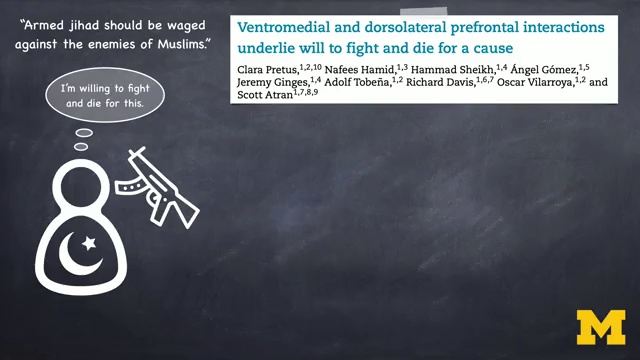 “Armed jihad should be waged
against the enemies of Muslims.”
I’m willing to fight
and die for this.
Ventromedial and dorsolateral prefrontal interactions
underlie will to fight and die for a cause
Clara Pretus,1,2,10 Nafees Hamid,1,3 Hammad Sheikh,1,4 Ángel Gómez,1,5
Jeremy Ginges,1,4 Adolf Tobeña,1,2 Richard Davis,1,6,7 Oscar Vilarroya,1,2 and
Scott Atran1,7,8,9
M